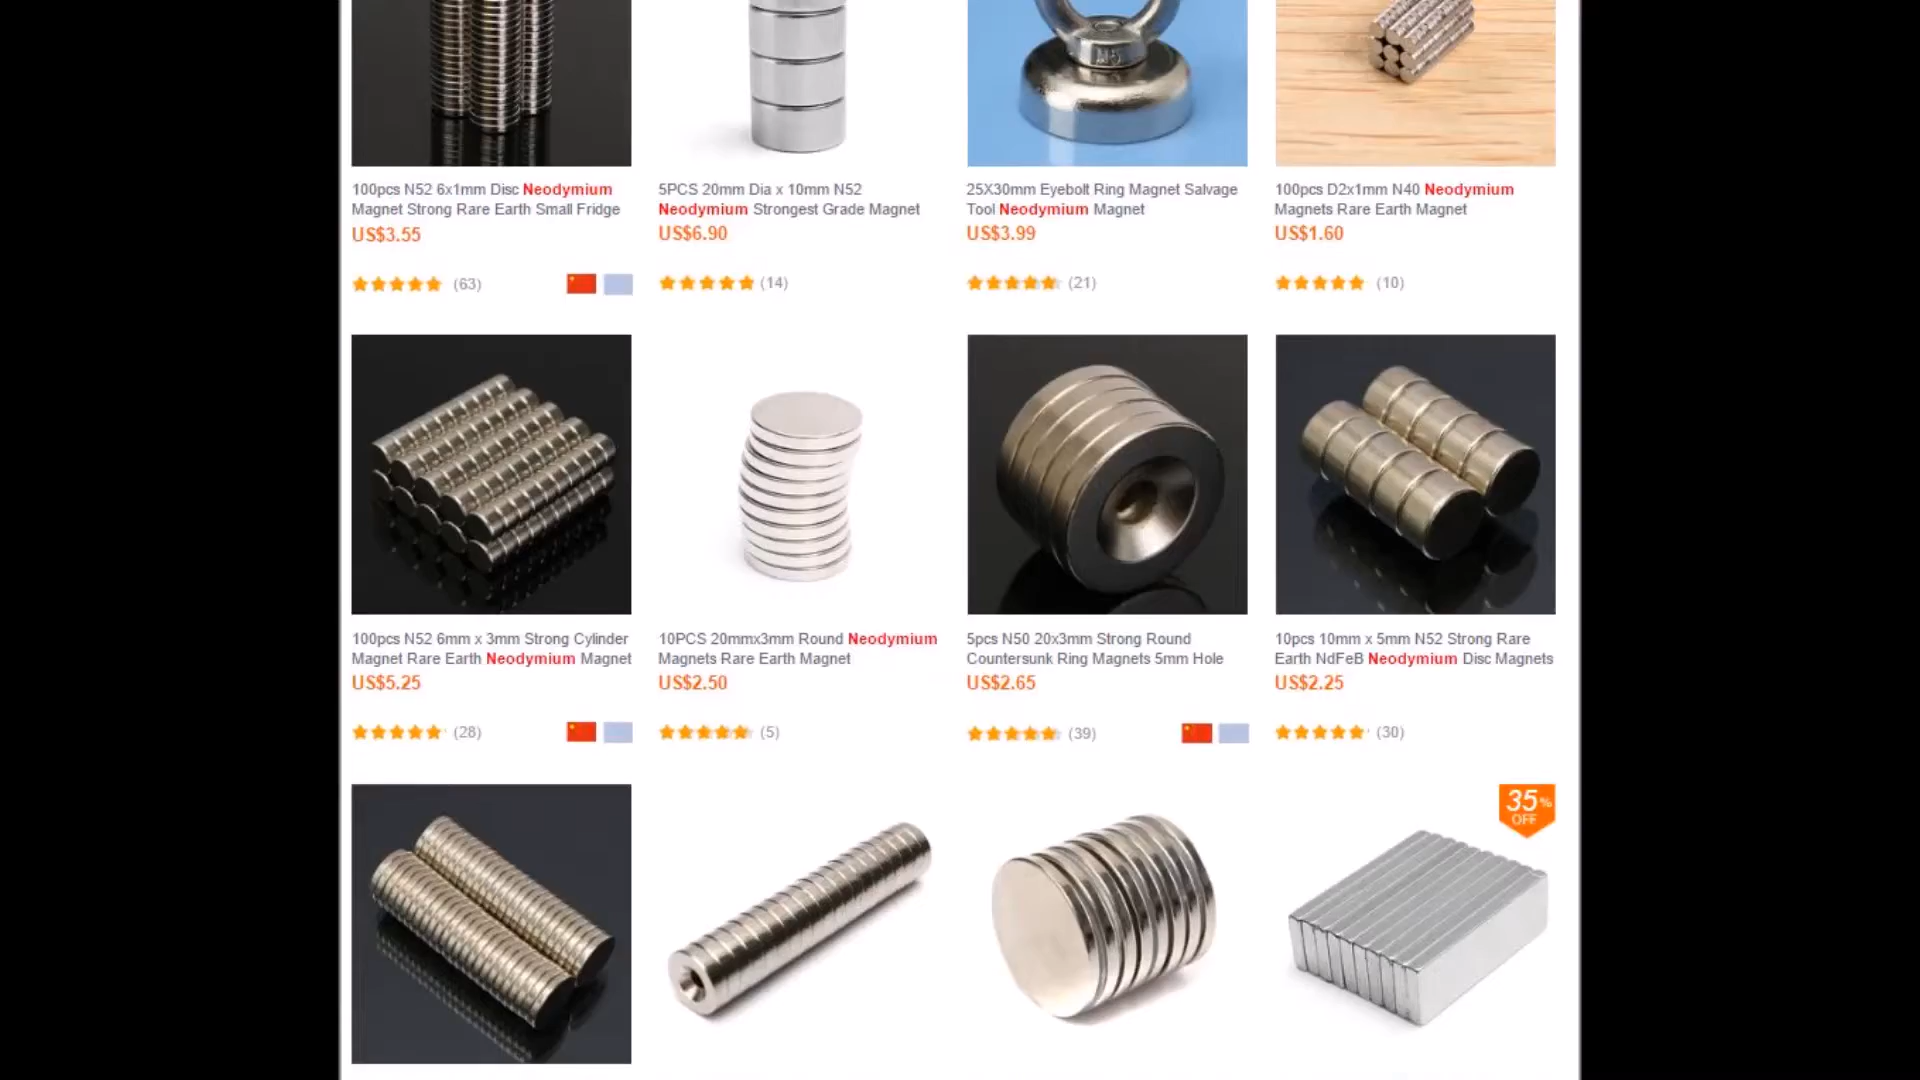 M5
100pcs N52 6x1mm Disc Neodymium
Magnet Strong Rare Earth Small Fridge
US$3.55
(63)
5PCS 20mm Dia x 10mm N52
Neodymium Strongest Grade Magnet
US$6.90
(14)
25X30mm Eyebolt Ring Magnet Salvage
Tool Neodymium Magnet
US$3.99
(21)
100pcs D2x1mm N40 Neodymium
Magnets Rare Earth Magnet
US$1.60
(10)
100pcs N52 6mm x 3mm Strong Cylinder
Magnet Rare Earth Neodymium Magnet
US$5.25
(28)
10PCS 20mmx3mm Round Neodymium
Magnets Rare Earth Magnet
US$2.50
(5)
5pcs N50 20x3mm Strong Round
Countersunk Ring Magnets 5mm Hole
US$2.65
(39)
10pcs 10mm x 5mm N52 Strong Rare
Earth NdFeB Neodymium Disc Magnets
US$2.25
(30)
35%
OFF